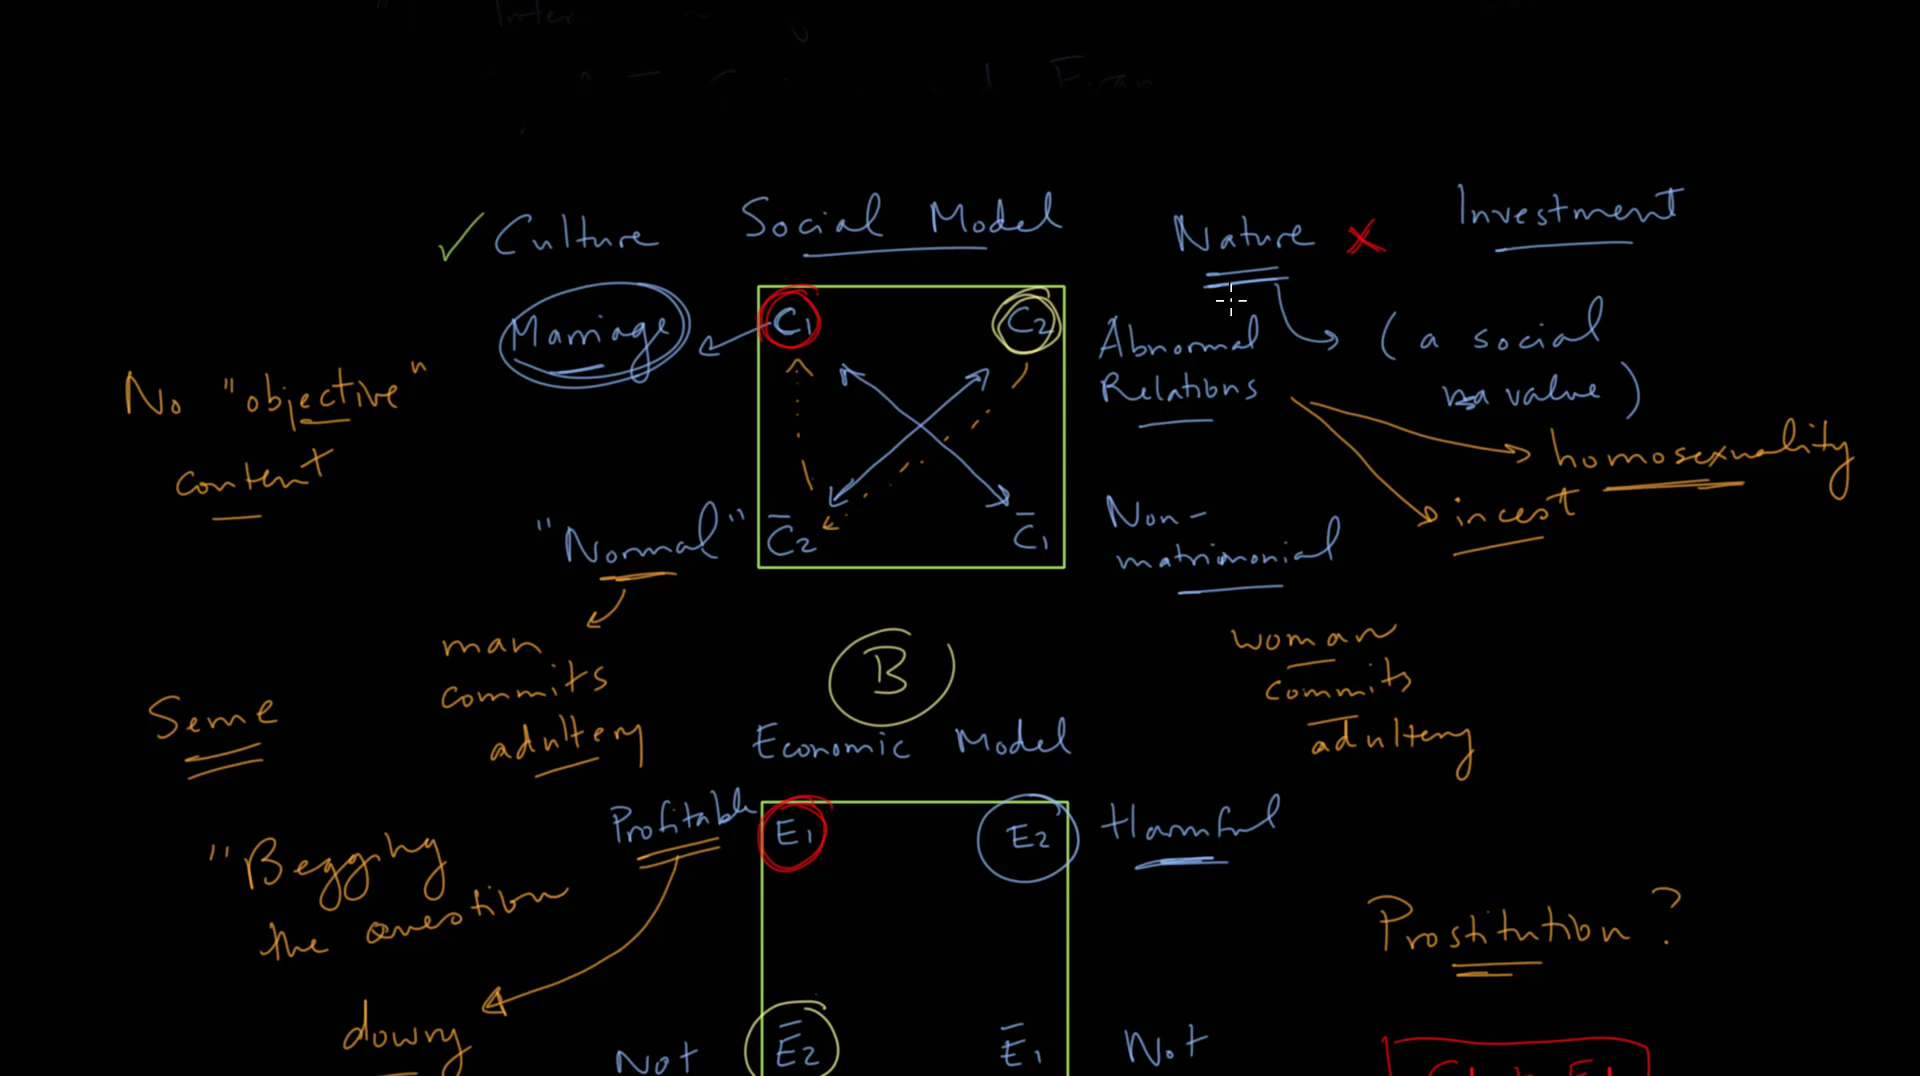 Social Model
Culture
Nature
Investment
Marriage
C1
C2
Abnormal
Relations
(a social
value)
No "objective"
content
homosexuality
incest
"Normal"
C̅2
C̅1
Non-
matrimonial
man
commits
adultery
woman
commits
adultery
B
Seme
Economic Model
Profitable
E1
E2
Harmful
"Begging
the question
Prostitution?
dowry
Not
E̅2
E̅1
Not